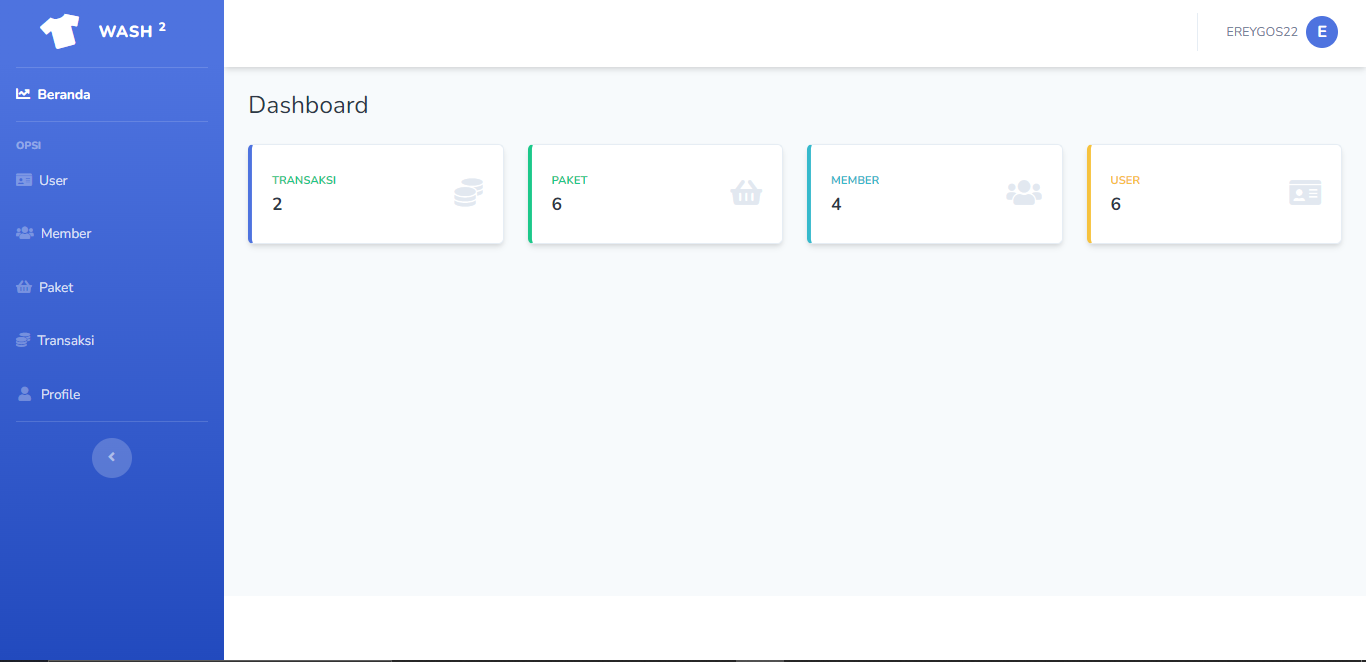 WASH 2
EREYGOS22 E
Beranda
Dashboard
OPSI
User
Member
Paket
Transaksi
Profile
TRANSAKSI
2
PAKET
6
MEMBER
4
USER
6